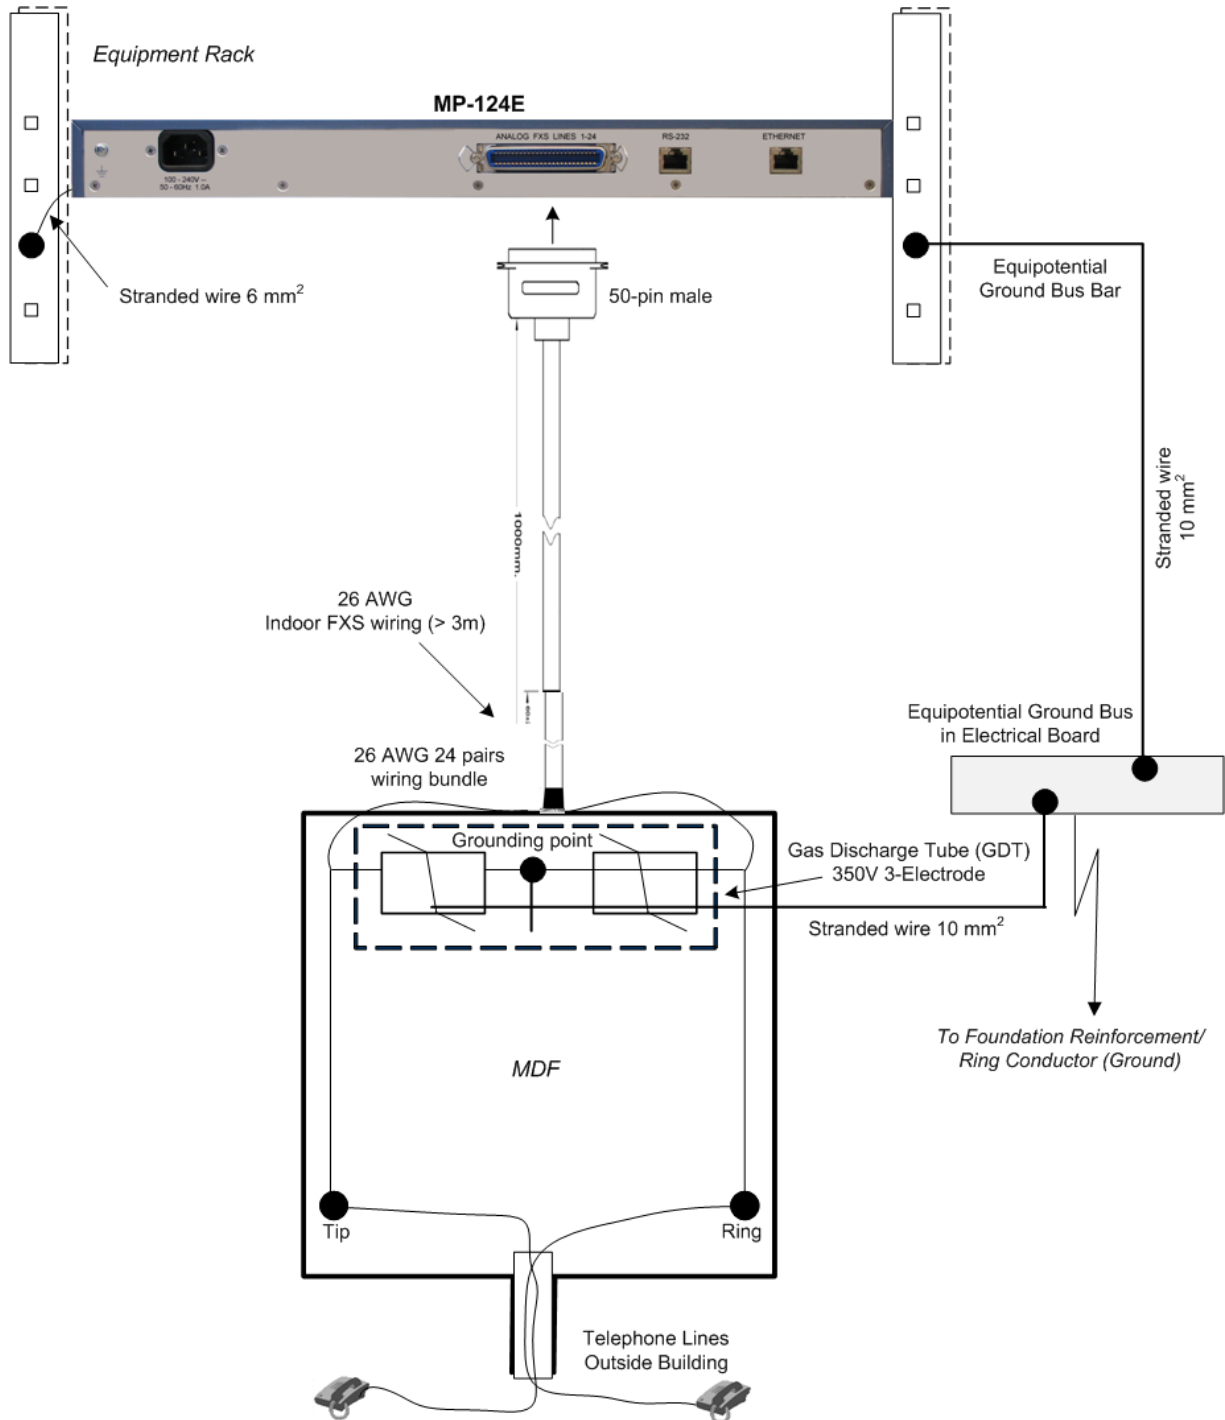 Equipment Rack
MP-124E
ANALOG FXS LINES 1-24
RS-232
ETHERNET
100 - 240V ~
50 - 60Hz 1.0A
Stranded wire 6 mm²
50-pin male
Equipotential
Ground Bus Bar
1000mm.
Stranded wire
10 mm²
26 AWG
Indoor FXS wiring (> 3m)
26 AWG 24 pairs
wiring bundle
Equipotential Ground Bus
in Electrical Board
Grounding point
Gas Discharge Tube (GDT)
350V 3-Electrode
Stranded wire 10 mm²
To Foundation Reinforcement/
Ring Conductor (Ground)
MDF
Tip
Ring
Telephone Lines
Outside Building